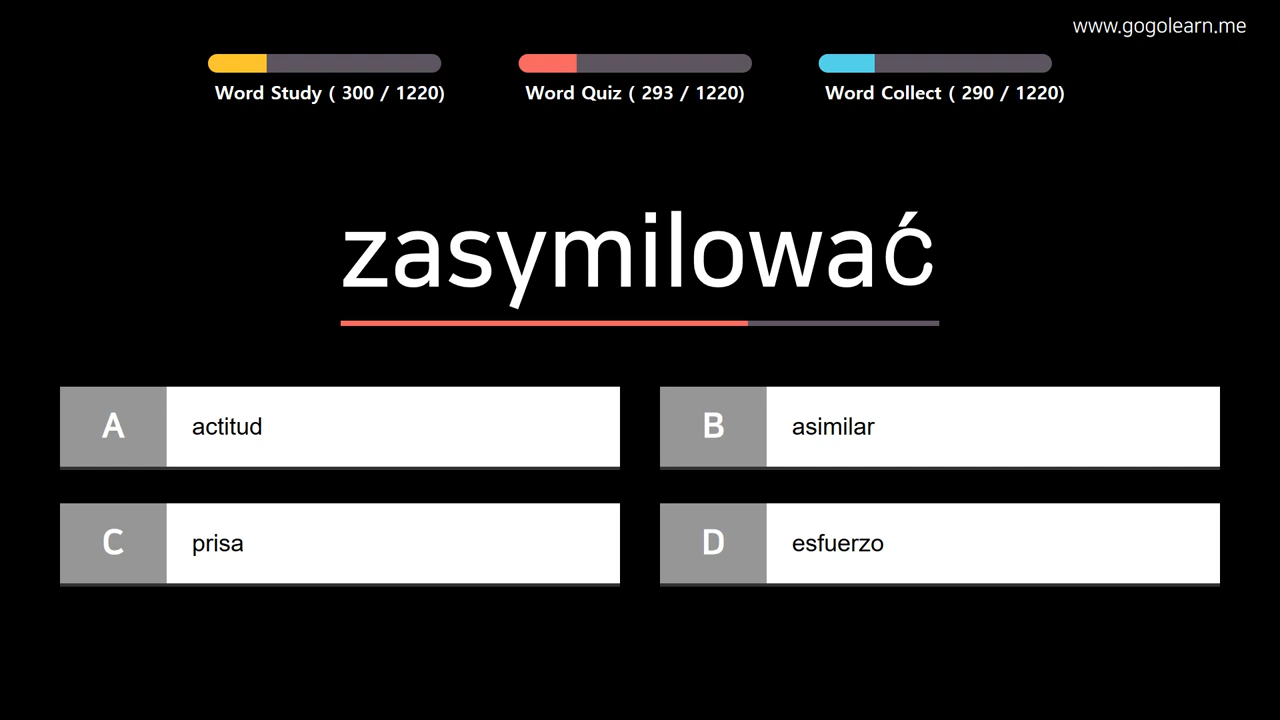 www.gogolearn.me
Word Study ( 300 / 1220)
Word Quiz ( 293 / 1220)
Word Collect ( 290 / 1220)
zasymilować
A
actitud
B
asimilar
C
prisa
D
esfuerzo